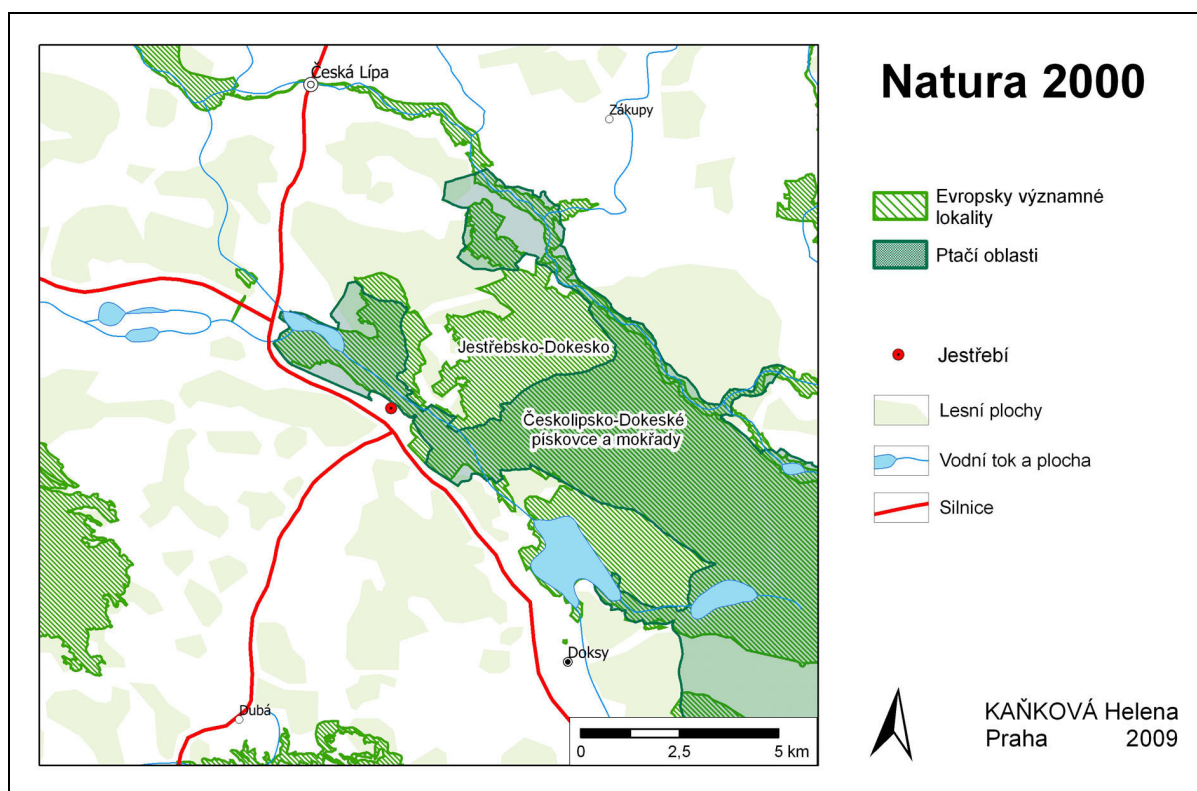 Česká Lípa
Zákupy
Jestřebsko-Dokesko
Českolipsko-Dokeské
pískovce a mokřady
Doksy
Dubá
0 2,5 5 km
Natura 2000
Evropsky významné
lokality
Ptačí oblasti
Jestřebí
Lesní plochy
Vodní tok a plocha
Silnice
KAŇKOVÁ Helena
Praha 2009